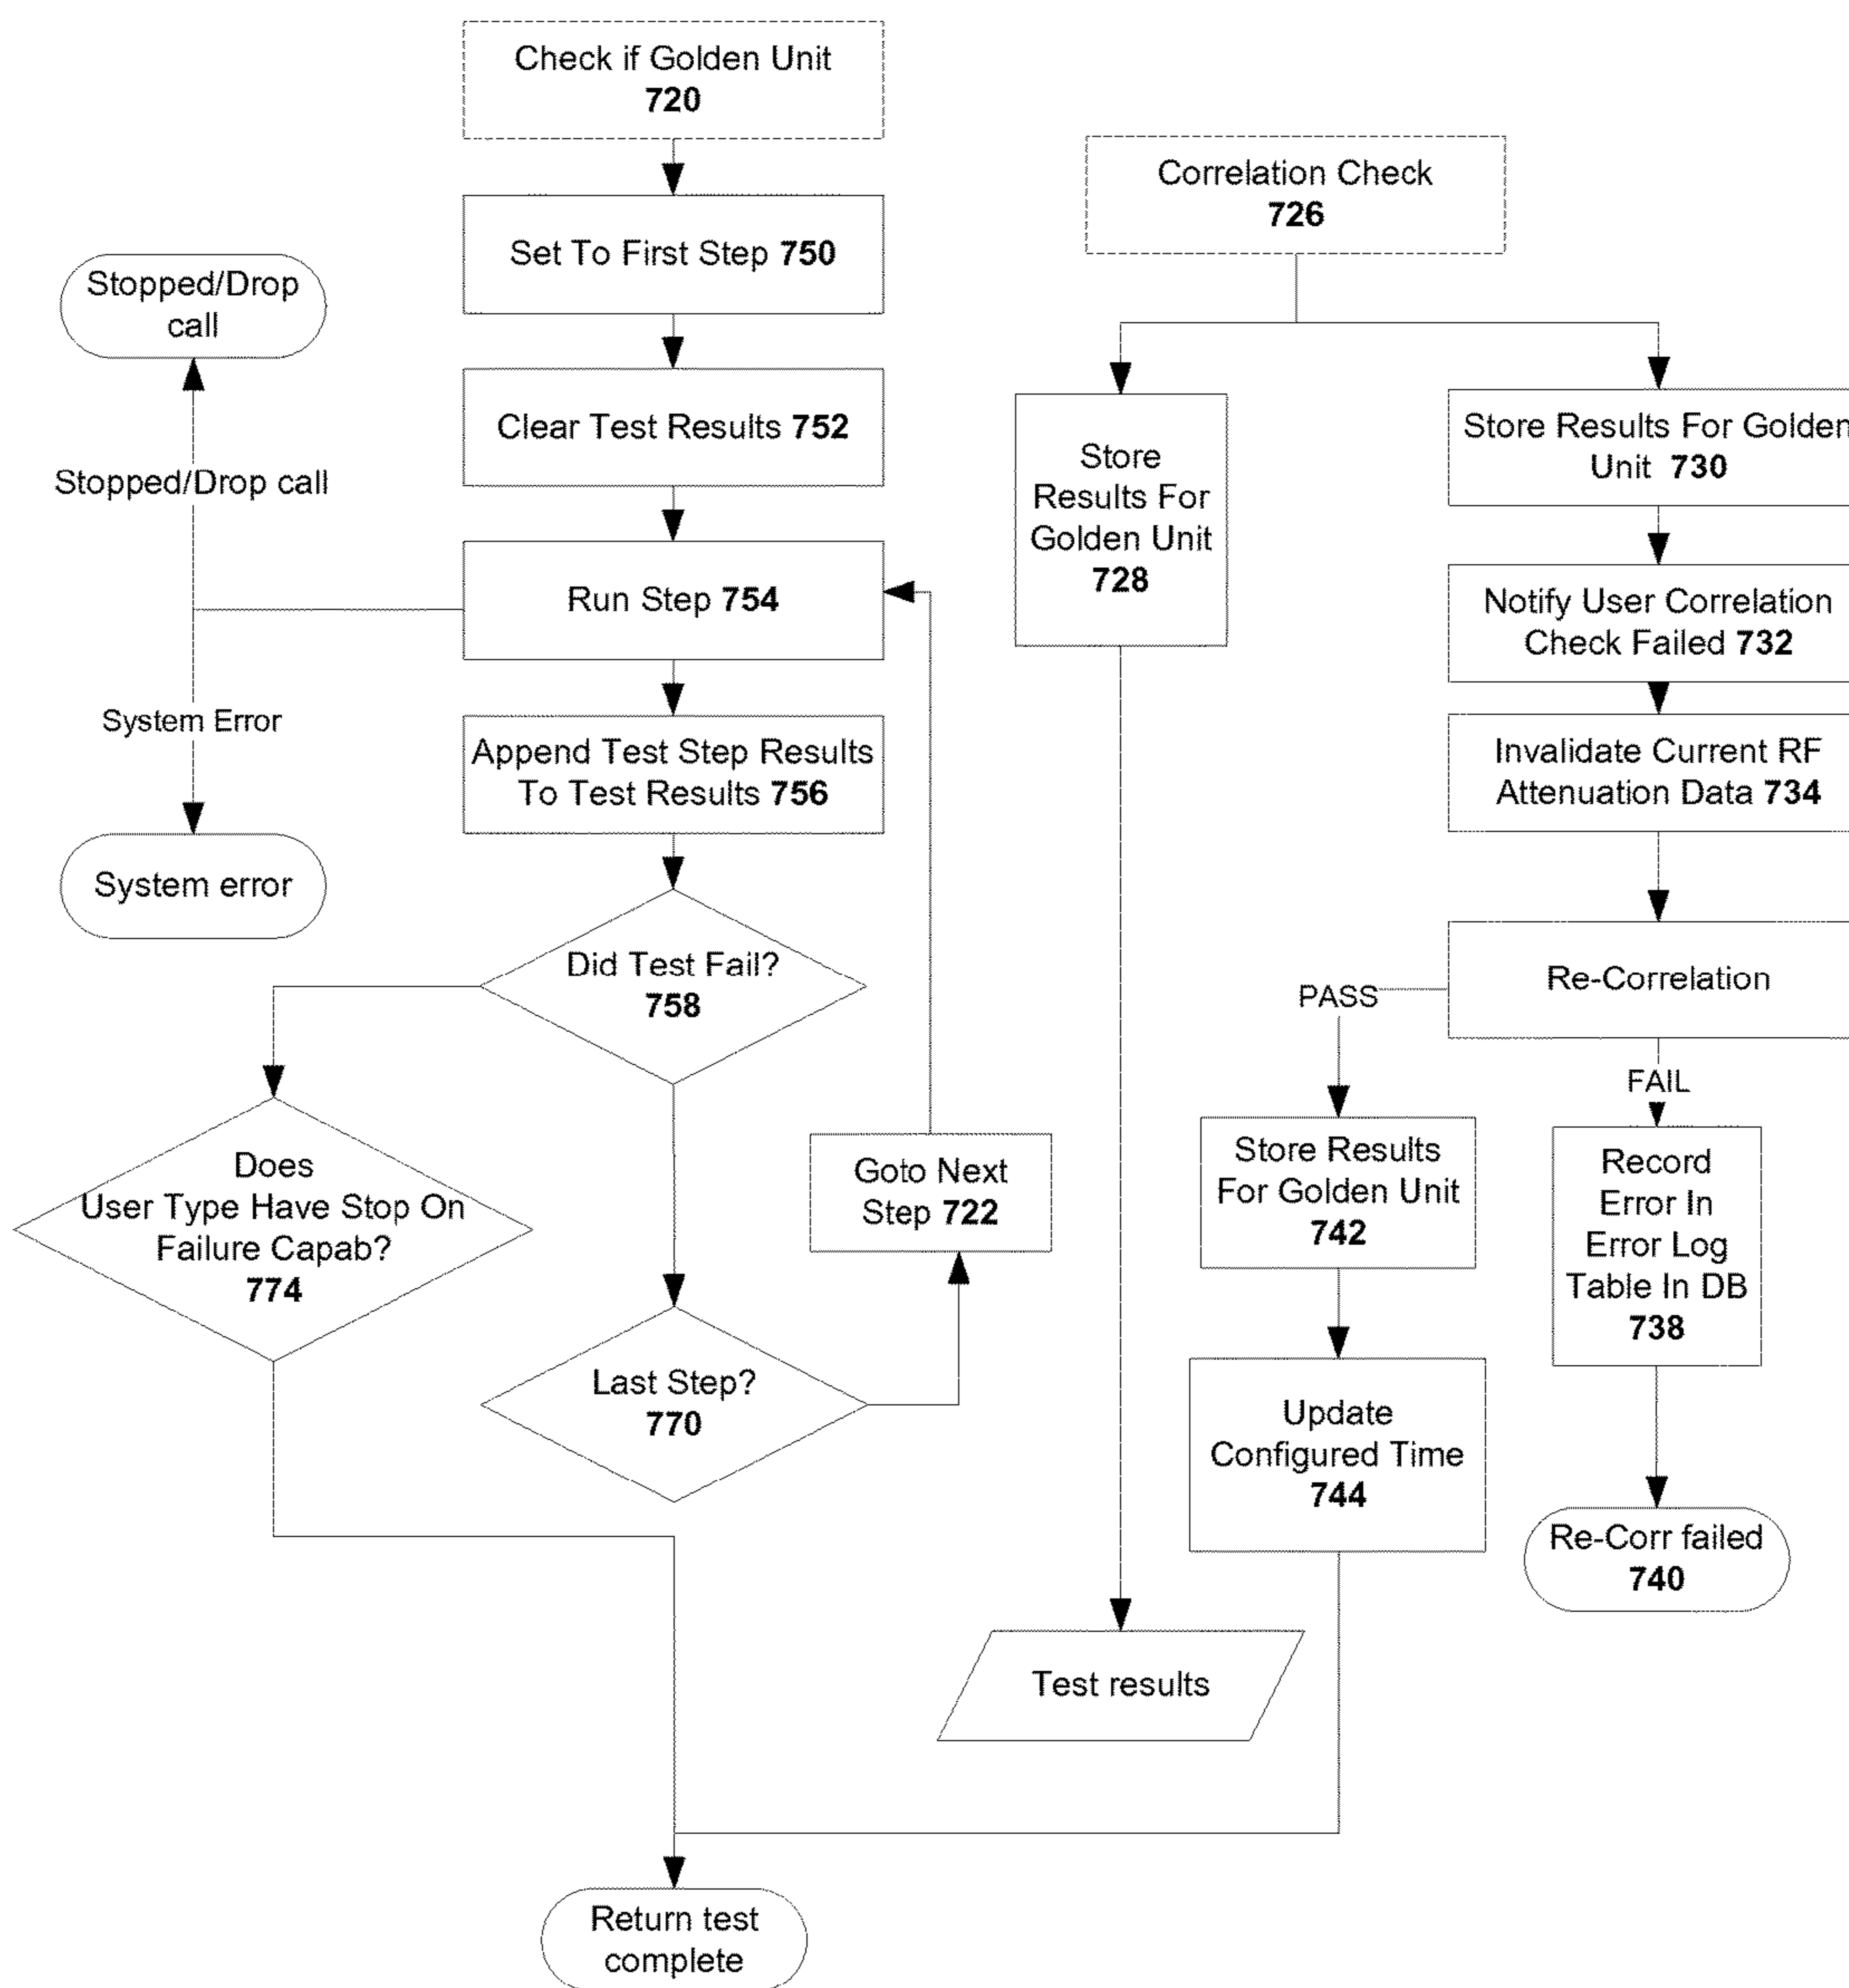 Check if Golden Unit
720
Set To First Step 750
Clear Test Results 752
Run Step 754
Append Test Step Results
To Test Results 756
Did Test Fail?
758
Does
User Type Have Stop On
Failure Capab?
774
Last Step?
770
Goto Next
Step 722
Stopped/Drop
call
Stopped/Drop call
System Error
System error
Correlation Check
726
Store
Results For
Golden Unit
728
Store Results For Golden
Unit 730
Notify User Correlation
Check Failed 732
Invalidate Current RF
Attenuation Data 734
Re-Correlation
PASS
FAIL
Store Results
For Golden Unit
742
Update
Configured Time
744
Record
Error In
Error Log
Table In DB
738
Re-Corr failed
740
Test results
Return test
complete